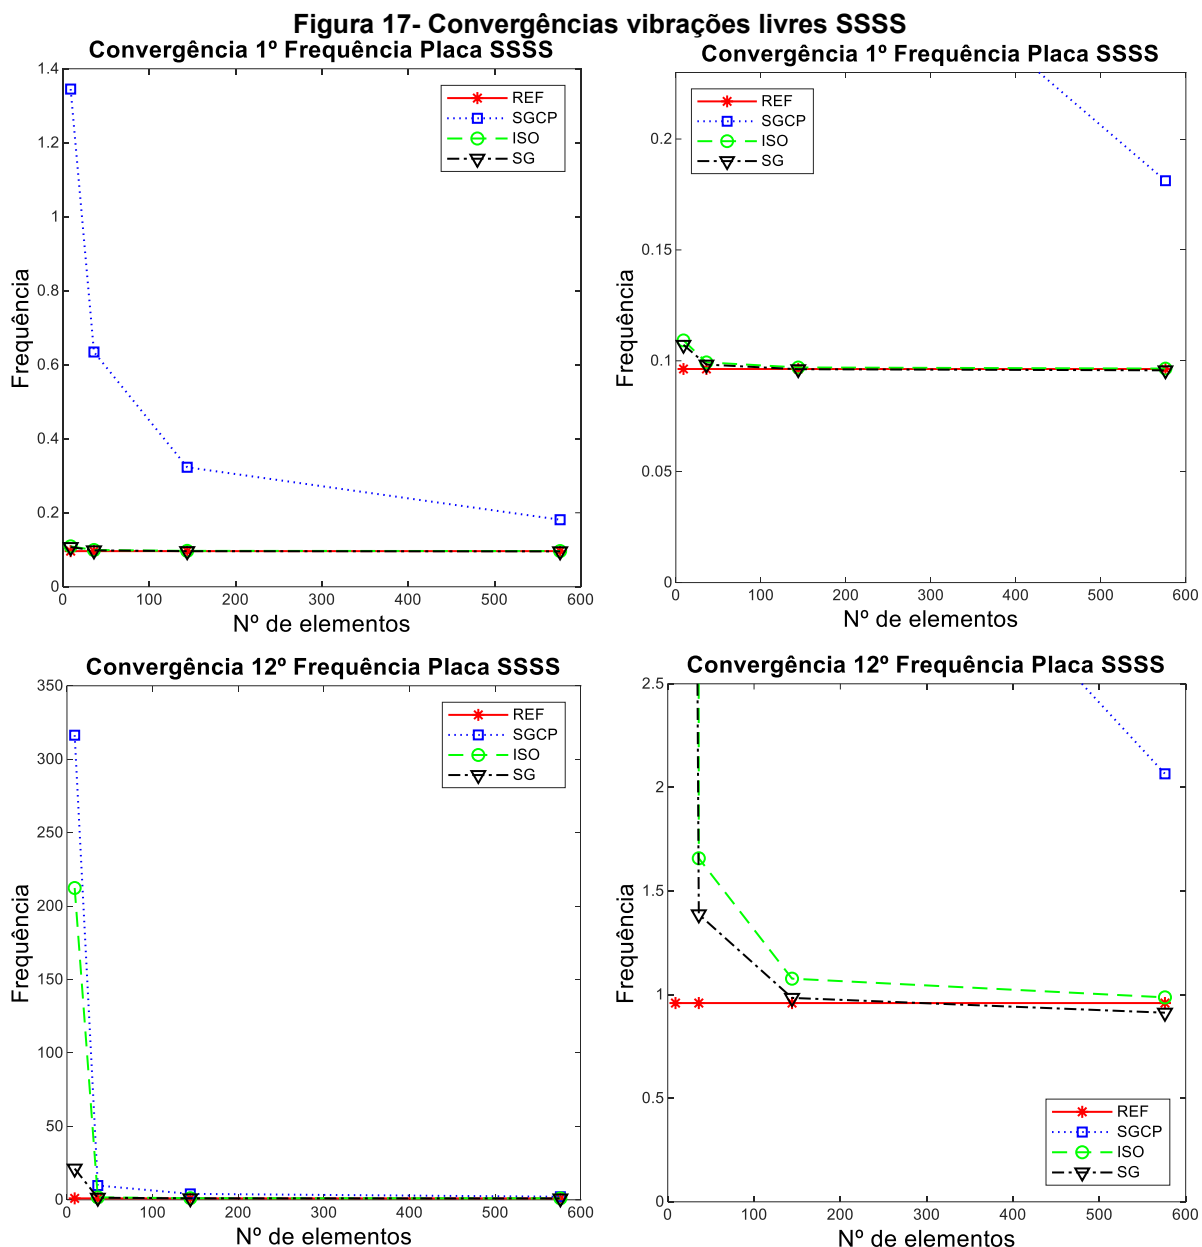 Figura 17- Convergências vibrações livres SSSS
Convergência 1º Frequência Placa SSSS
1.4
1.2
1
0.8
0.6
0.4
0.2
0
0 100 200 300 400 500 600
Frequência
Nº de elementos
REF
SGCP
ISO
SG
Convergência 1º Frequência Placa SSSS
0.2
0.15
0.1
0.05
0
0 100 200 300 400 500 600
Frequência
Nº de elementos
REF
SGCP
ISO
SG
Convergência 12º Frequência Placa SSSS
350
300
250
200
150
100
50
0
0 100 200 300 400 500 600
Frequência
Nº de elementos
REF
SGCP
ISO
SG
Convergência 12º Frequência Placa SSSS
2.5
2
1.5
1
0.5
0
0 100 200 300 400 500 600
Frequência
Nº de elementos
REF
SGCP
ISO
SG